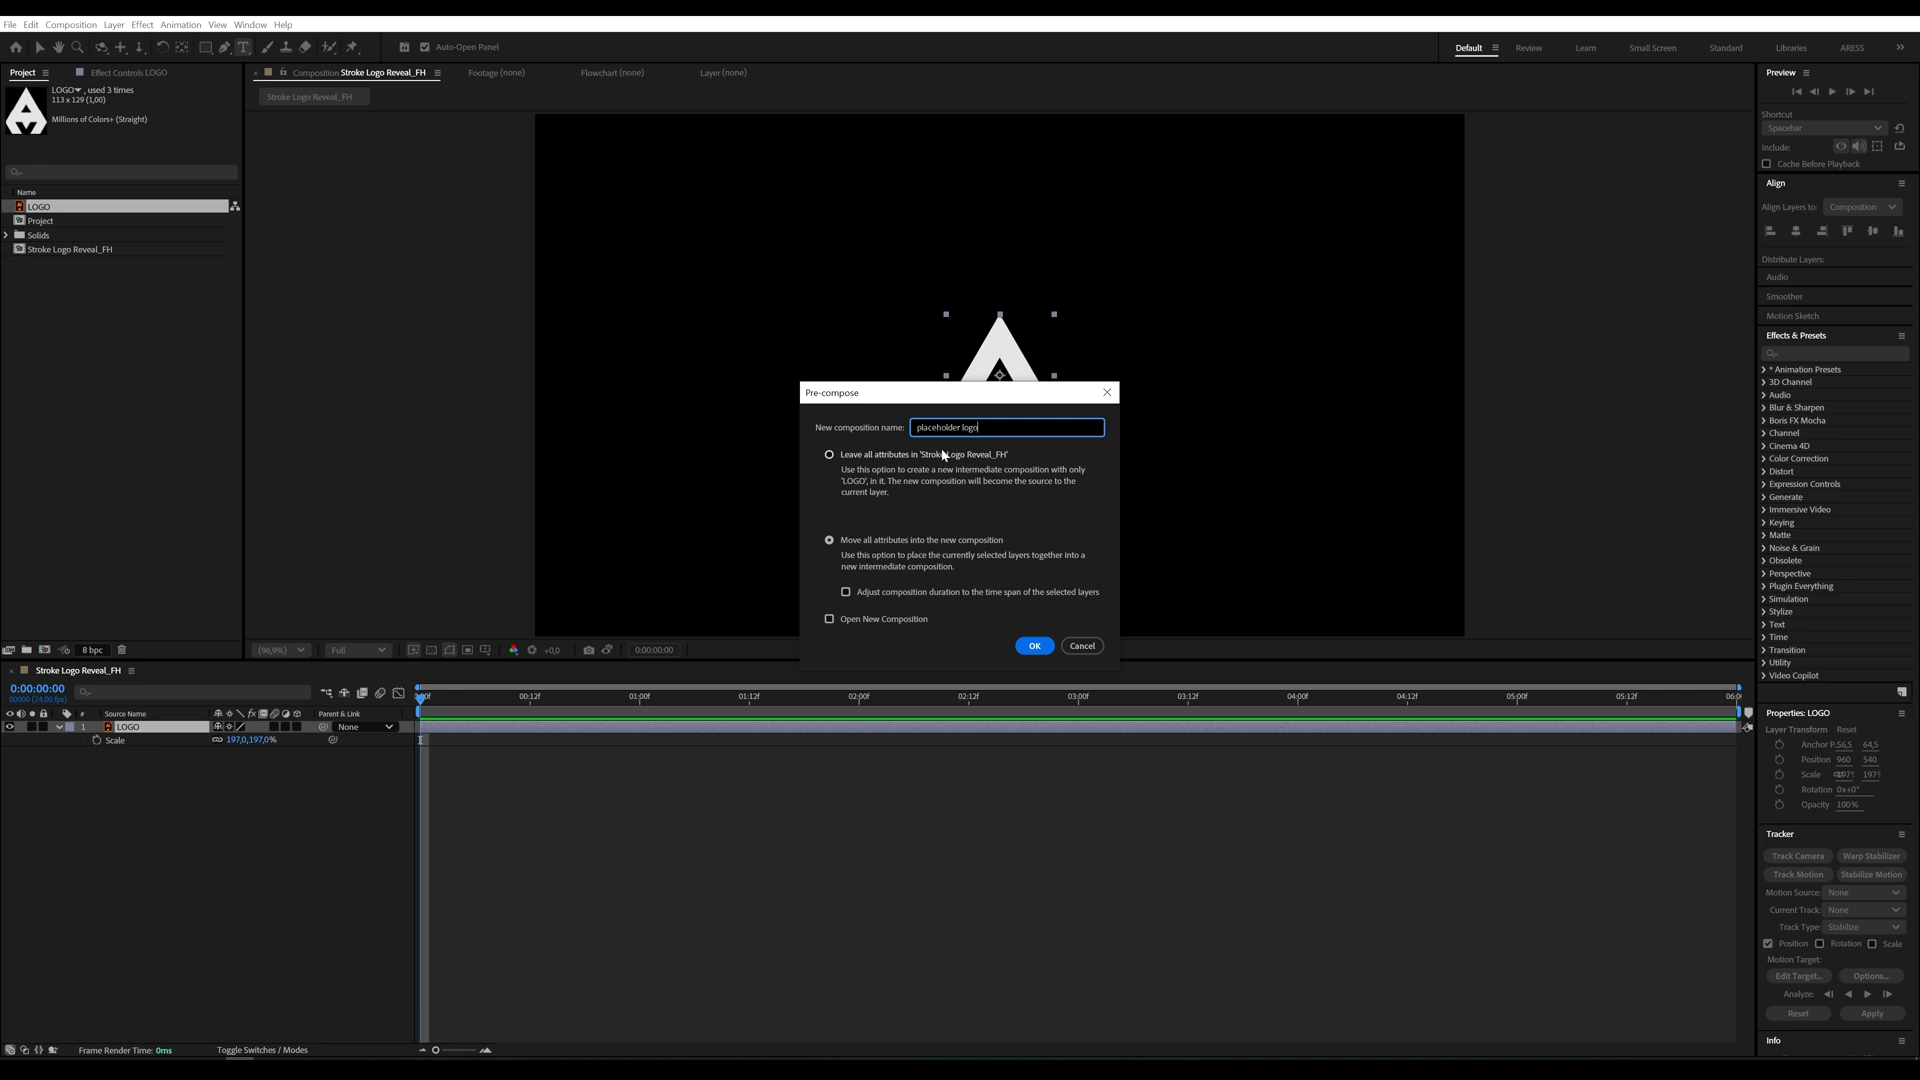 File Edit Composition Layer Effect Animation View Window Help
Auto-Open Panel
Default Review Learn Small Screen Standard Libraries ARESS
Project Effect Controls LOGO
Composition Stroke Logo Reveal_FH Footage (none) Flowchart (none) Layer (none)
Preview
LOGO , used 3 times
113 x 129 (1,00)
Millions of Colors+ (Straight)
Stroke Logo Reveal_FH
Shortcut
Spacebar
Include:
Cache Before Playback
Name
LOGO
Project
Solids
Stroke Logo Reveal_FH
Align
Align Layers to: Composition
Distribute Layers:
Audio
Smoother
Motion Sketch
Effects & Presets
* Animation Presets
3D Channel
Audio
Blur & Sharpen
Boris FX Mocha
Channel
Cinema 4D
Color Correction
Distort
Expression Controls
Generate
Immersive Video
Keying
Matte
Noise & Grain
Obsolete
Perspective
Plugin Everything
Simulation
Stylize
Text
Time
Transition
Utility
Video Copilot
Pre-compose
New composition name: placeholder logo
Leave all attributes in 'Stroke Logo Reveal_FH'
Use this option to create a new intermediate composition with only
'LOGO', in it. The new composition will become the source to the
current layer.
Move all attributes into the new composition
Use this option to place the currently selected layers together into a
new intermediate composition.
Adjust composition duration to the time span of the selected layers
Open New Composition
OK Cancel
8 bpc
(96,9%) Full +0,0 0:00:00:00
Stroke Logo Reveal_FH
0:00:00:00
00000 (24.00 fps)
00:12f 01:00f 01:12f 02:00f 02:12f 03:00f 03:12f 04:00f 04:12f 05:00f 05:12f
# Source Name Parent & Link
1 LOGO None
Scale 197,0,197,0%
Properties: LOGO
Layer Transform Reset
Anchor P 56,5 64,5
Position 960 540
Scale
Rotation 0x+0°
Opacity 100%
Tracker
Track Camera Warp Stabilizer
Track Motion Stabilize Motion
Motion Source: None
Current Track: None
Track Type: Stabilize
Position Rotation Scale
Motion Target:
Edit Target... Options...
Analyze:
Reset Apply
Info
Frame Render Time: 0ms
Toggle Switches / Modes